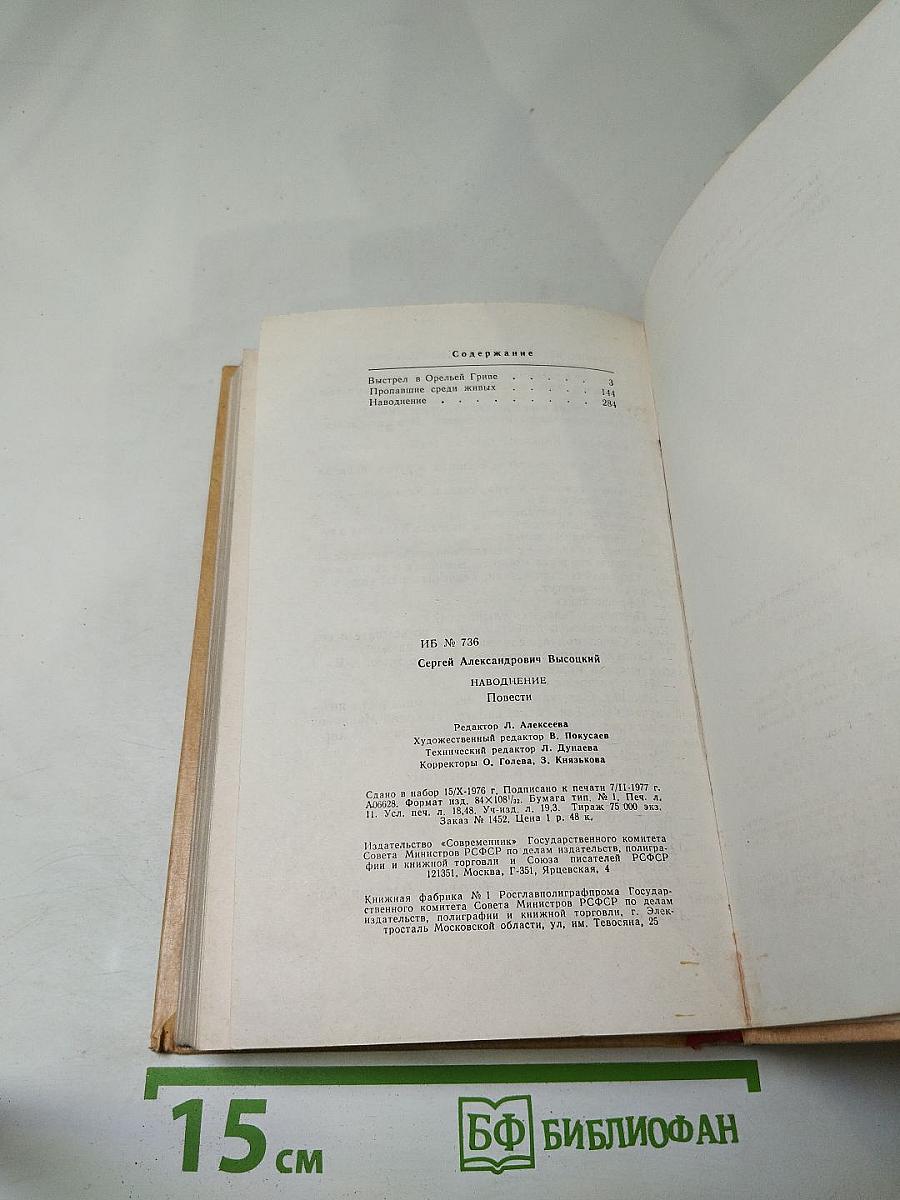 Содержание
Выстрел в Орельей Гриве . . . . . 3
Пропавшие среди живых . . . . . 144
Наводнение . . . . . . . . . 284
ИБ № 736
Сергей Александрович Высоцкий
НАВОДНЕНИЕ
Повести
Редактор Л. Алексеева
Художественный редактор В. Покусаев
Технический редактор Л. Дунаева
Корректоры О. Голева, З. Князькова
Сдано в набор 15/X-1976 г. Подписано к печати 7/II-1977 г.
А06628. Формат изд. 84×108¹/₃₂. Бумага тип. № 1. Печ. л.
11. Усл. печ. л. 18,48. Уч-изд. л. 19,3. Тираж 75 000 экз.
Заказ № 1452. Цена 1 р. 48 к.
Издательство «Современник» Государственного комитета
Совета Министров РСФСР по делам издательств, полигра-
фии и книжной торговли и Союза писателей РСФСР
121351, Москва, Г-351, Ярцевская, 4
Книжная фабрика № 1 Росглавполиграфпрома Государ-
ственного комитета Совета Министров РСФСР по делам
издательств, полиграфии и книжной торговли, г. Элек-
тросталь Московской области, ул, им. Тевосяна, 25
15 см
БФ БИБЛИОФАН